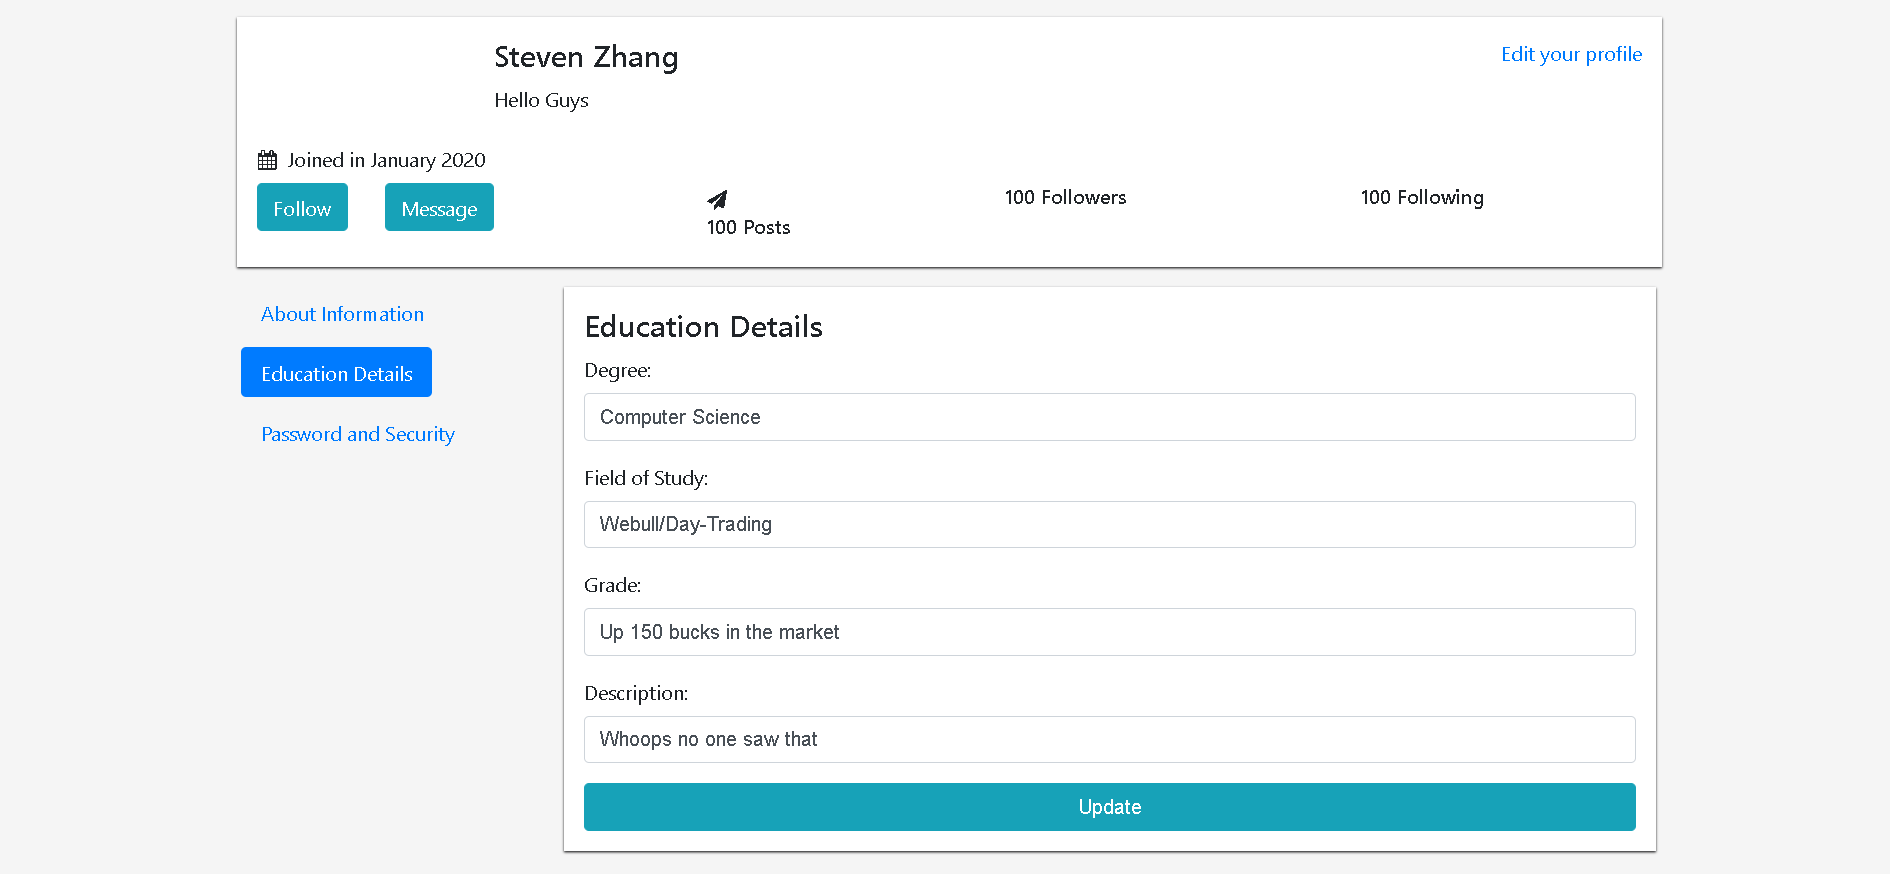 Steven Zhang
Edit your profile
Hello Guys
Joined in January 2020
Follow
Message
100 Posts
100 Followers
100 Following
About Information
Education Details
Password and Security
Education Details
Degree:
Computer Science
Field of Study:
Webull/Day-Trading
Grade:
Up 150 bucks in the market
Description:
Whoops no one saw that
Update